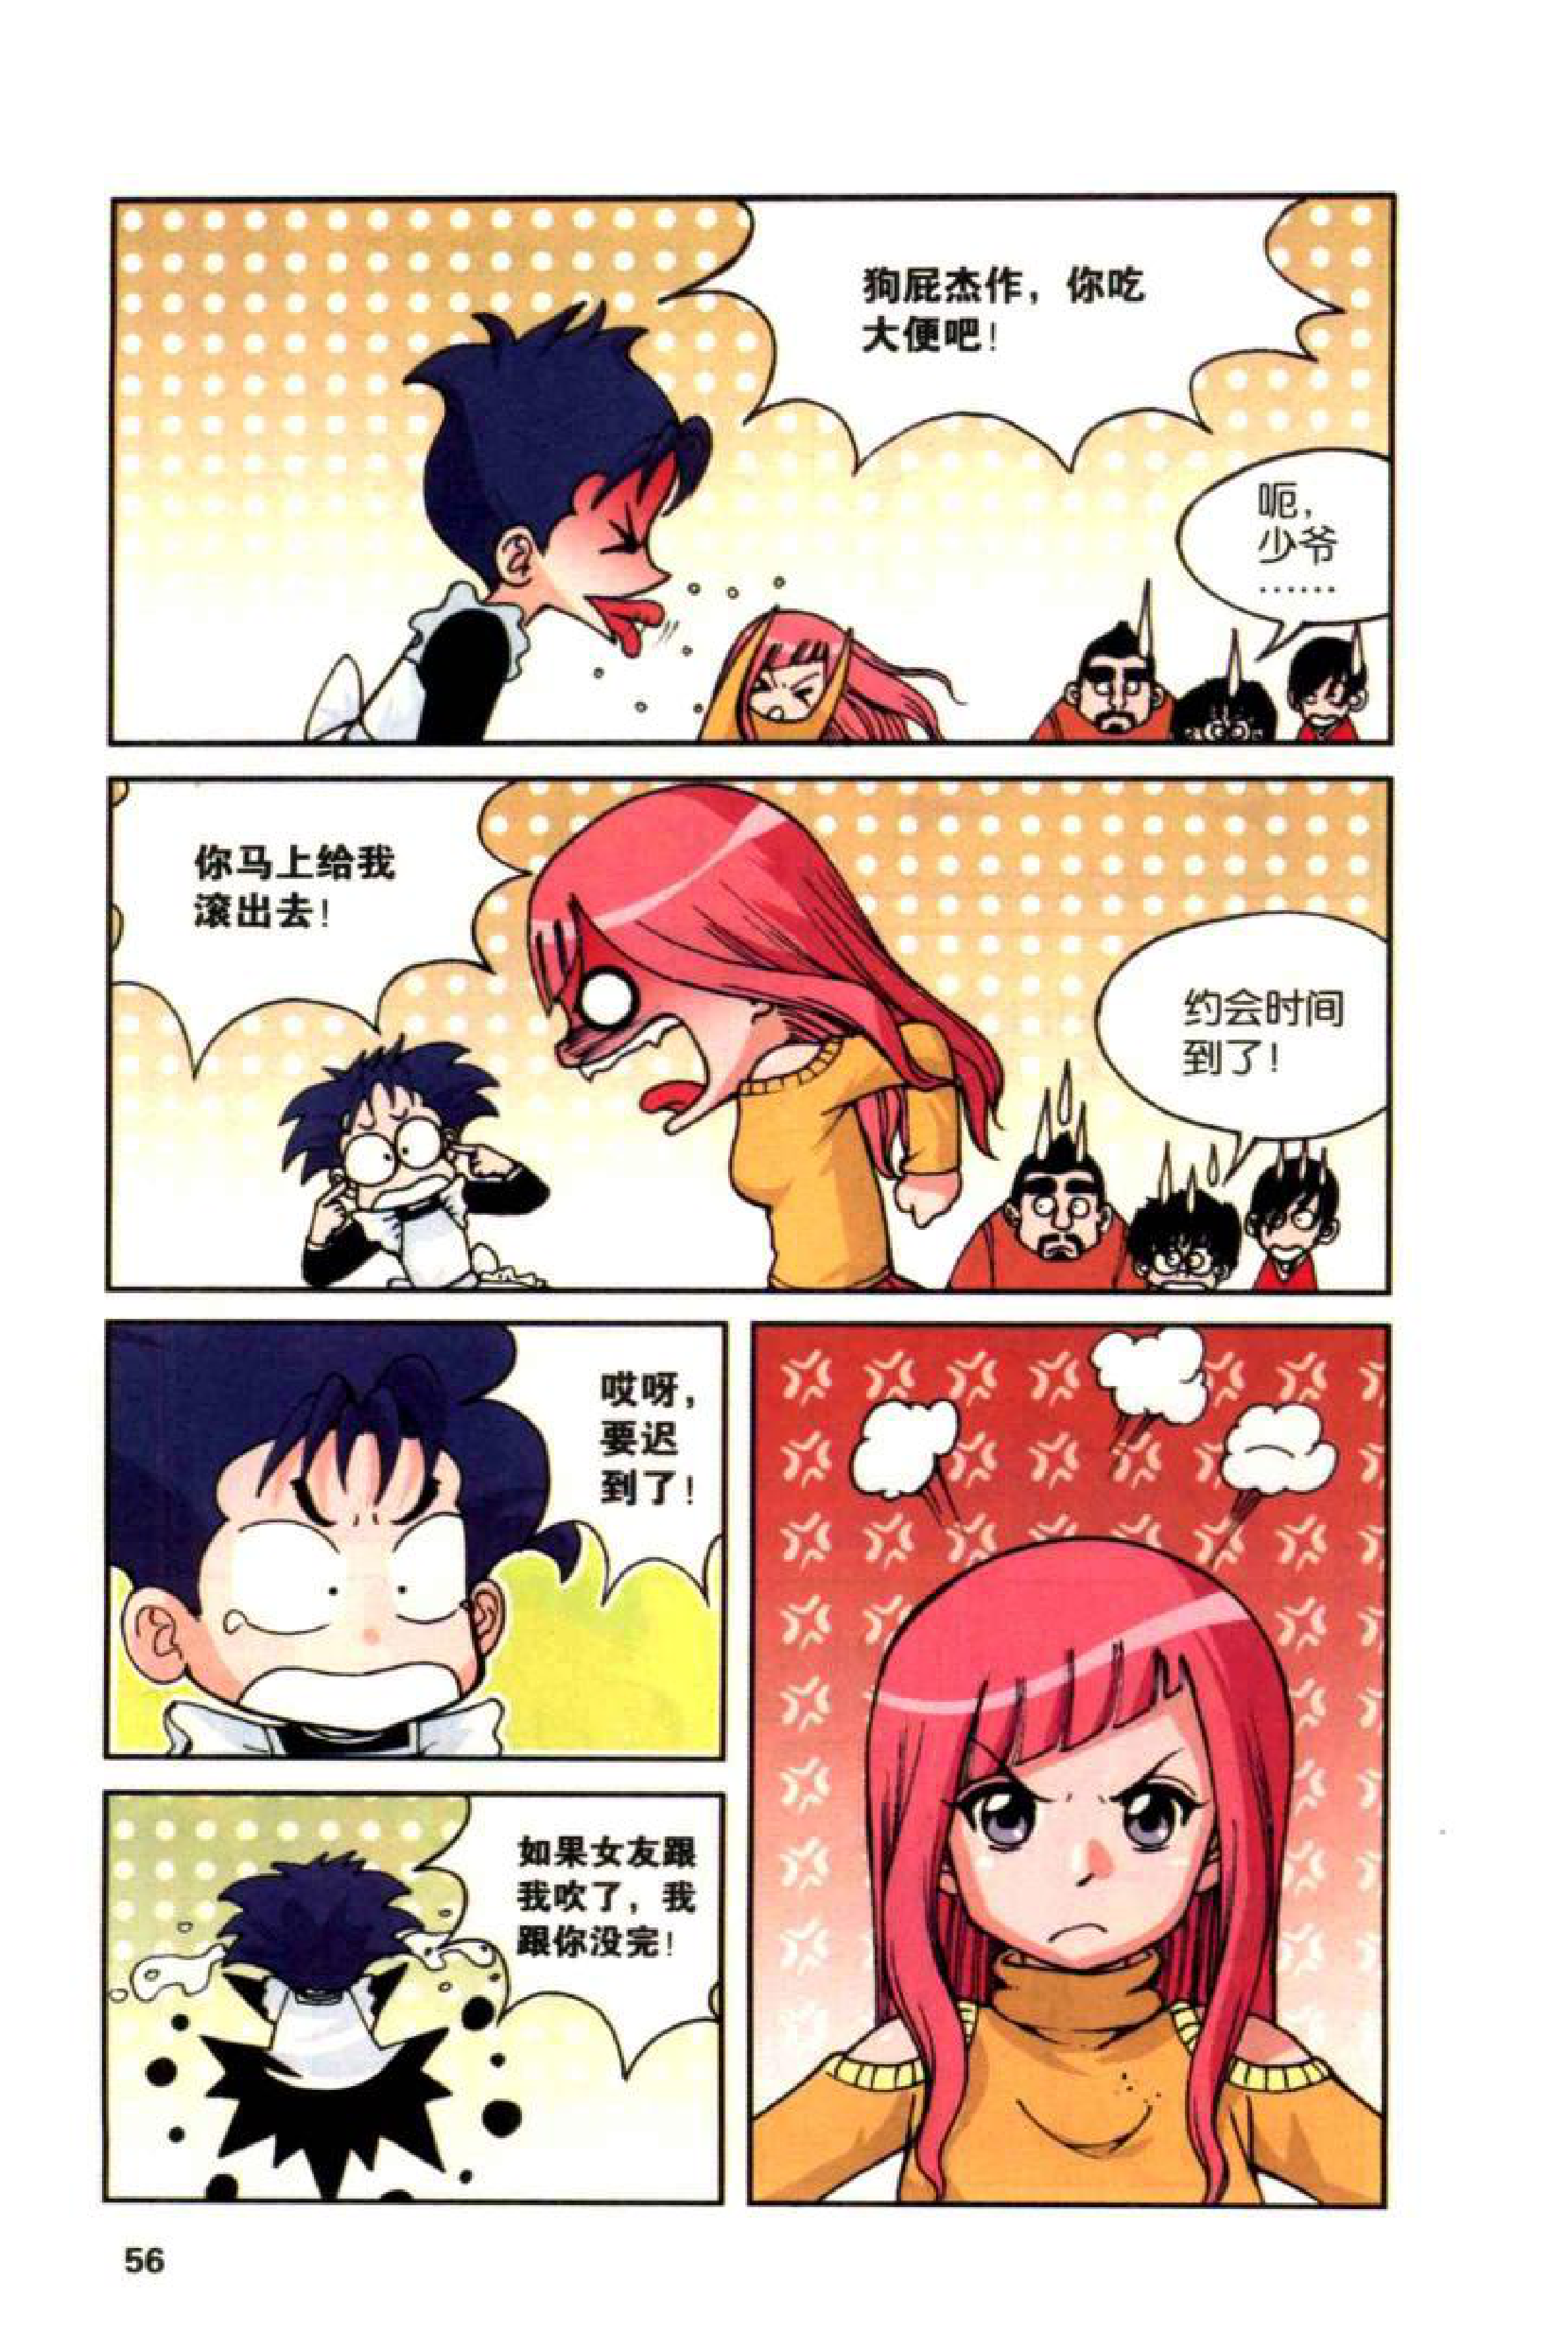 狗屁杰作，你吃
大便吧！
呃，
少爷
……
你马上给我
滚出去！
约会时间
到了！
哎呀，
要迟
到了！
如果女友跟
我吹了，我
跟你没完！
56